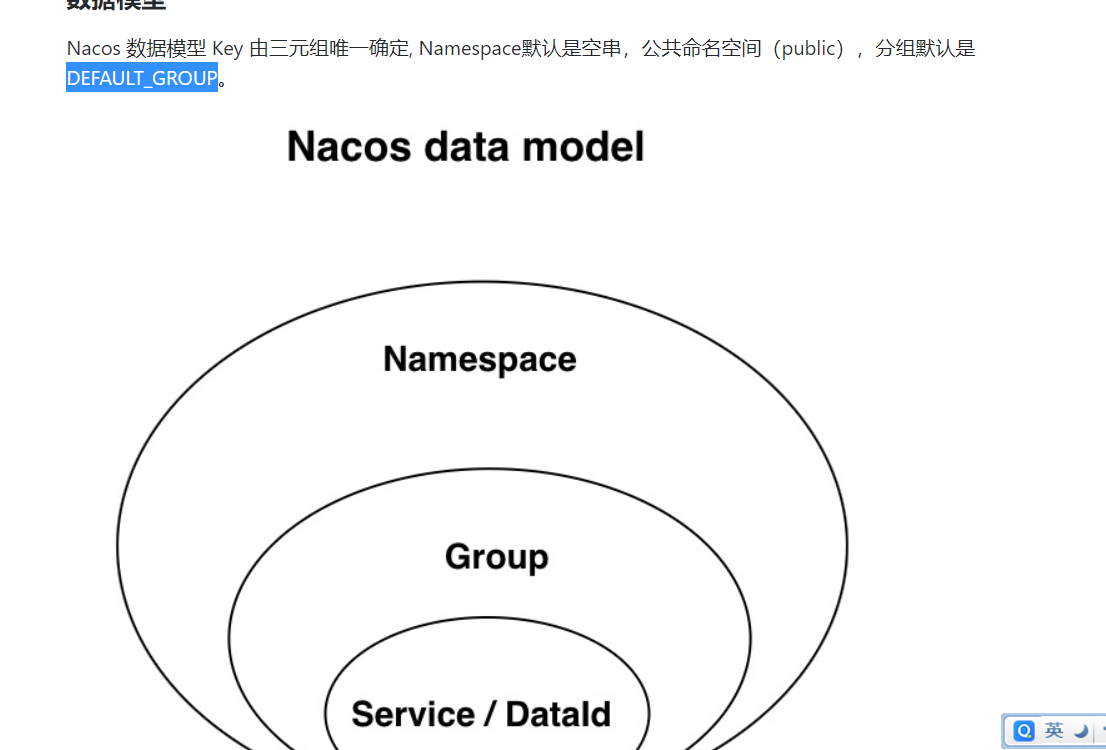 数据模型
Nacos 数据模型 Key 由三元组唯一确定, Namespace默认是空串，公共命名空间（public），分组默认是
DEFAULT_GROUP。
Nacos data model
Namespace
Group
Service / DataId
英